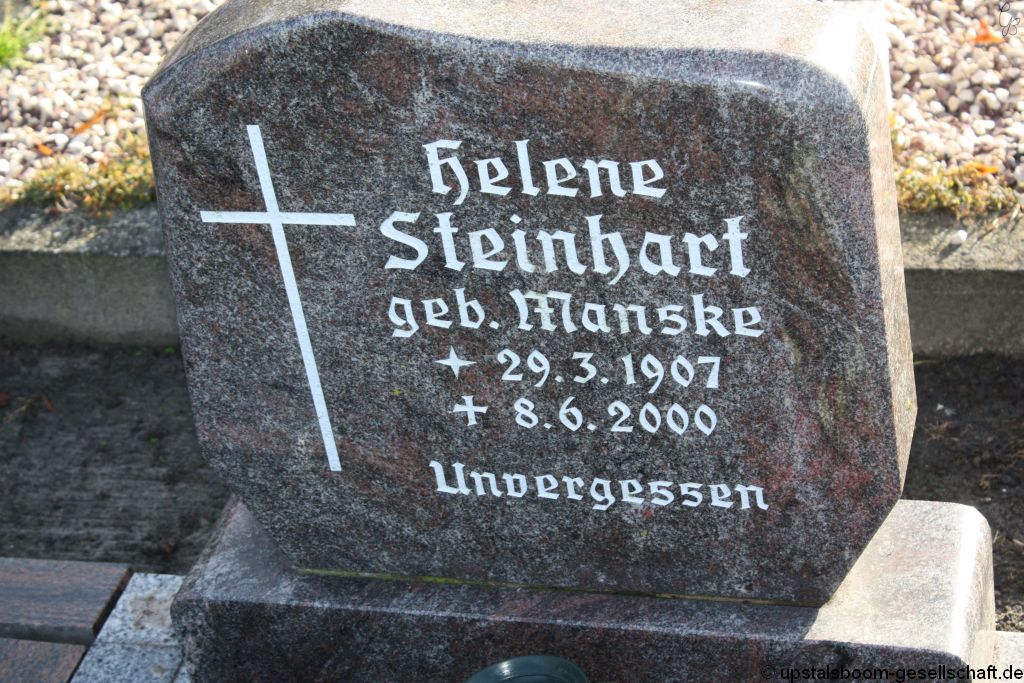 Helene
Steinhart
geb. Manske
✦ 29.3.1907
✝ 8.6.2000
Unvergessen
© upstalsboom-gesellschaft.de